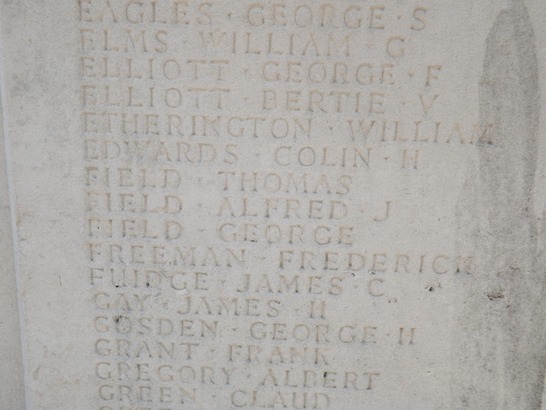 EAGLES · GEORGE · S
ELMS · WILLIAM G
ELLIOTT · GEORGE · F
ELLIOTT · BERTIE · V
ETHERINGTON · WILLIAM
EDWARDS · COLIN · H
FIELD · THOMAS
FIELD · ALFRED · J
FIELD · GEORGE
FREEMAN · FREDERICK
FUIDGE · JAMES C
GAY · JAMES H
GOSDEN · GEORGE · H
GRANT · FRANK
GREGORY · ALBERT
GREEN · CLAUD